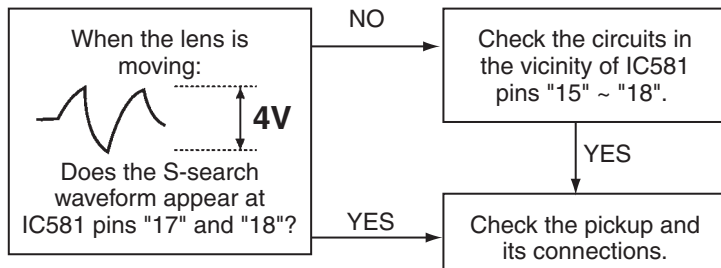 When the lens is
moving:
4V
Does the S-search
waveform appear at
IC581 pins "17" and "18"?
NO
Check the circuits in
the vicinity of IC581
pins "15" ~ "18".
YES
YES
Check the pickup and
its connections.